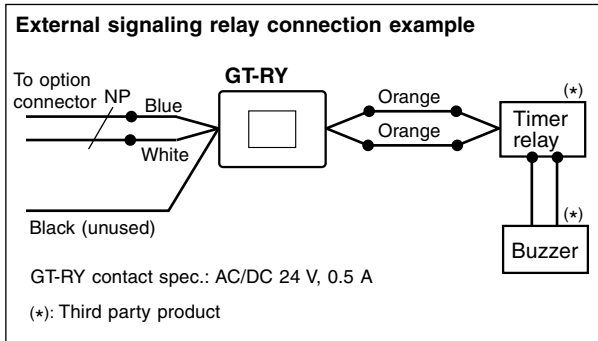 External signaling relay connection example
GT-RY
To option
connector
NP
Blue
White
Black (unused)
Orange
Orange
(*)
Timer
relay
(*)
Buzzer
GT-RY contact spec.: AC/DC 24 V, 0.5 A
(*): Third party product